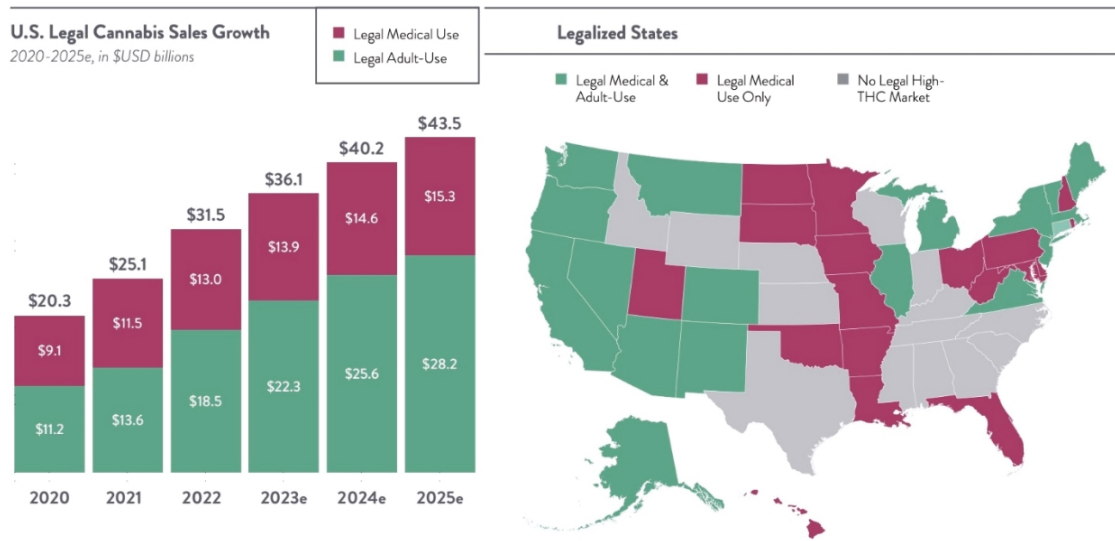 U.S. Legal Cannabis Sales Growth
2020-2025e, in $USD billions
Legal Medical Use
Legal Adult-Use
$20.3
$9.1
$11.2
2020
$25.1
$11.5
$13.6
2021
$31.5
$13.0
$18.5
2022
$36.1
$13.9
$22.3
2023e
$40.2
$14.6
$25.6
2024e
$43.5
$15.3
$28.2
2025e
Legalized States
Legal Medical &
Adult-Use
Legal Medical
Use Only
No Legal High-
THC Market